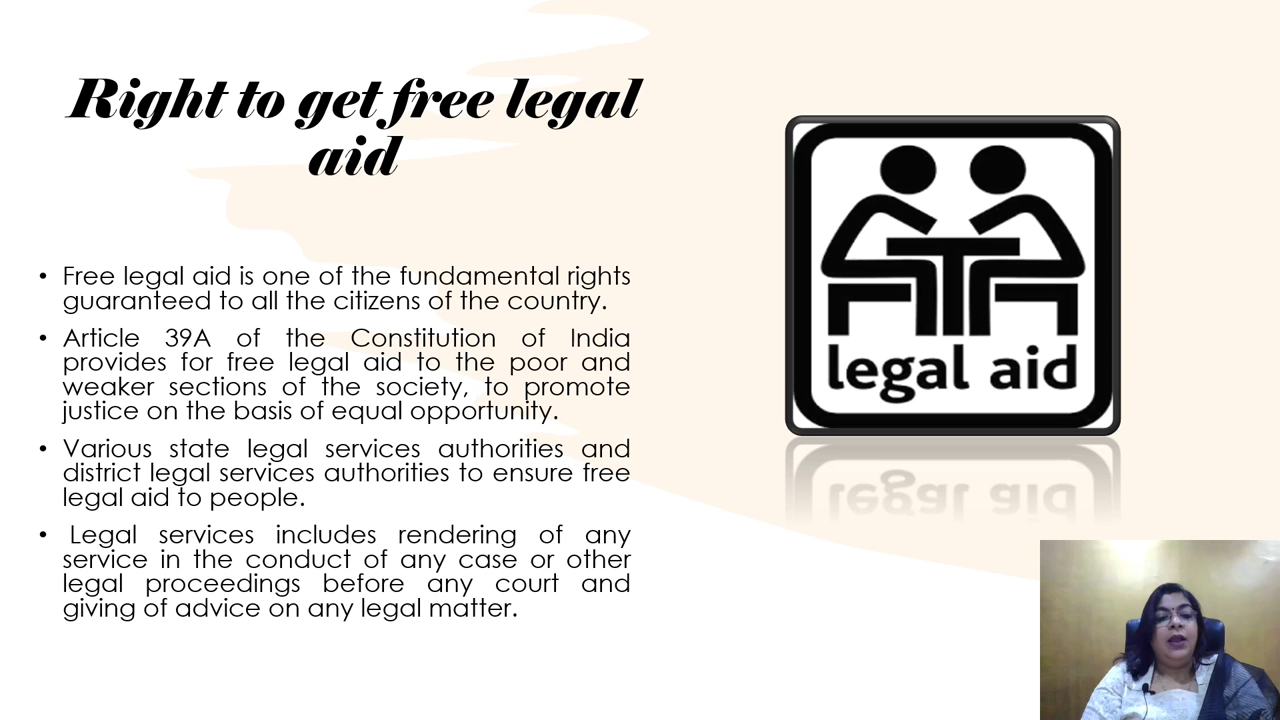 Right to get free legal
aid
• Free legal aid is one of the fundamental rights
guaranteed to all the citizens of the country.
• Article 39A of the Constitution of India
provides for free legal aid to the poor and
weaker sections of the society, to promote
justice on the basis of equal opportunity.
• Various state legal services authorities and
district legal services authorities to ensure free
legal aid to people.
• Legal services includes rendering of any
service in the conduct of any case or other
legal proceedings before any court and
giving of advice on any legal matter.
legal aid